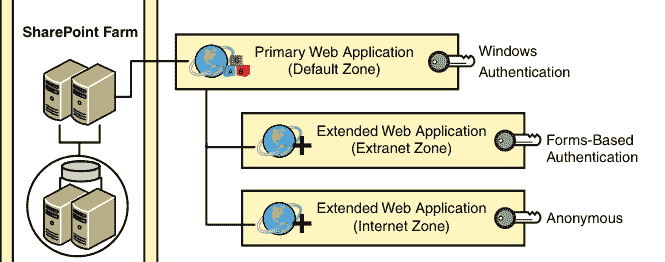 SharePoint Farm
Primary Web Application
(Default Zone)
Windows
Authentication
Extended Web Application
(Extranet Zone)
Forms-Based
Authentication
Extended Web Application
(Internet Zone)
Anonymous